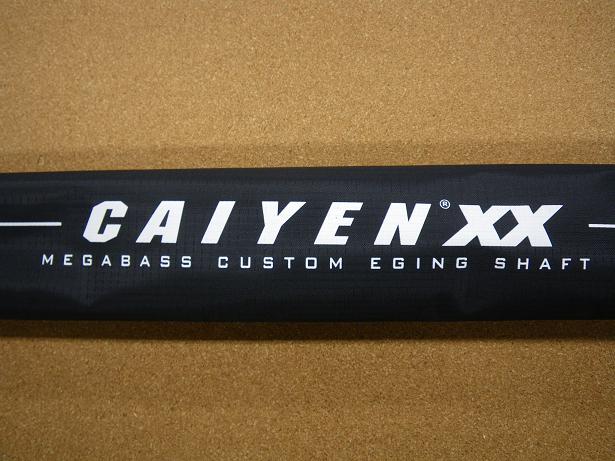 CAIYEN® XX
MEGABASS CUSTOM EGING SHAFT